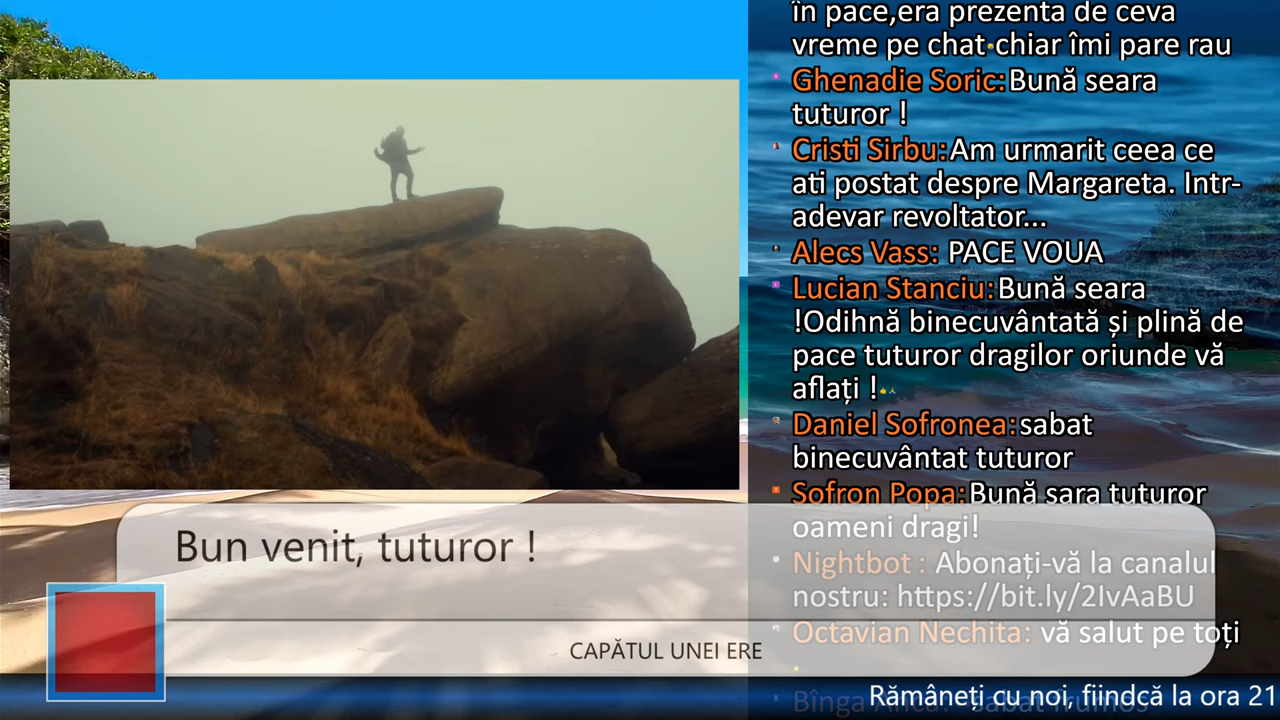 în pace,era prezenta de ceva
vreme pe chat chiar îmi pare rau
Ghenadie Soric: Bună seara
tuturor !
Cristi Sirbu: Am urmarit ceea ce
ati postat despre Margareta. Intr-
adevar revoltator...
Alecs Vass: PACE VOUA
Lucian Stanciu: Bună seara
!Odihnă binecuvântată și plină de
pace tuturor dragilor oriunde vă
aflați !
Daniel Sofronea: sabat
binecuvântat tuturor
Sofron Popa: Bună sara tuturor
oameni dragi!
Nightbot : Abonați-vă la canalul
nostru: https://bit.ly/2IvAaBU
Octavian Nechita: vă salut pe toți
Bun venit, tuturor !
CAPĂTUL UNEI ERE
Rămâneți cu noi, fiindcă la ora 21